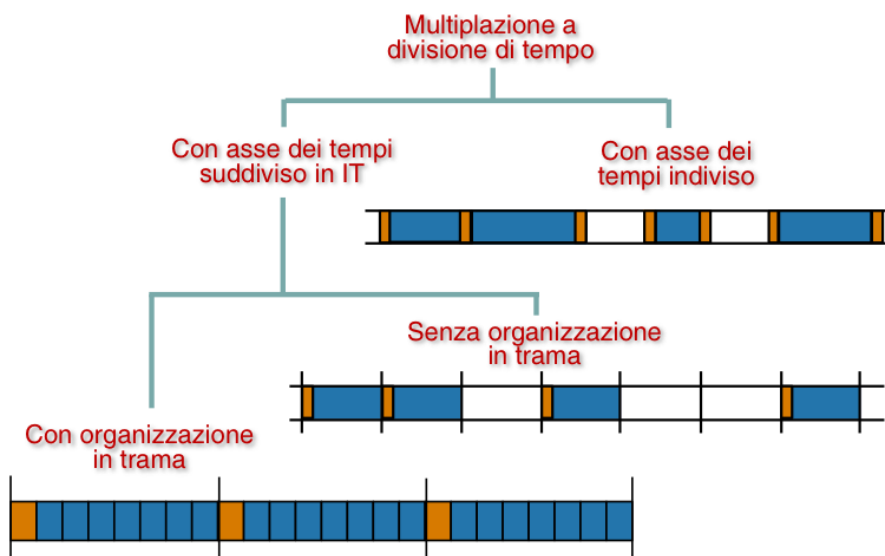 Multiplazione a
divisione di tempo
Con asse dei tempi
suddiviso in IT
Con asse dei
tempi indiviso
Senza organizzazione
in trama
Con organizzazione
in trama